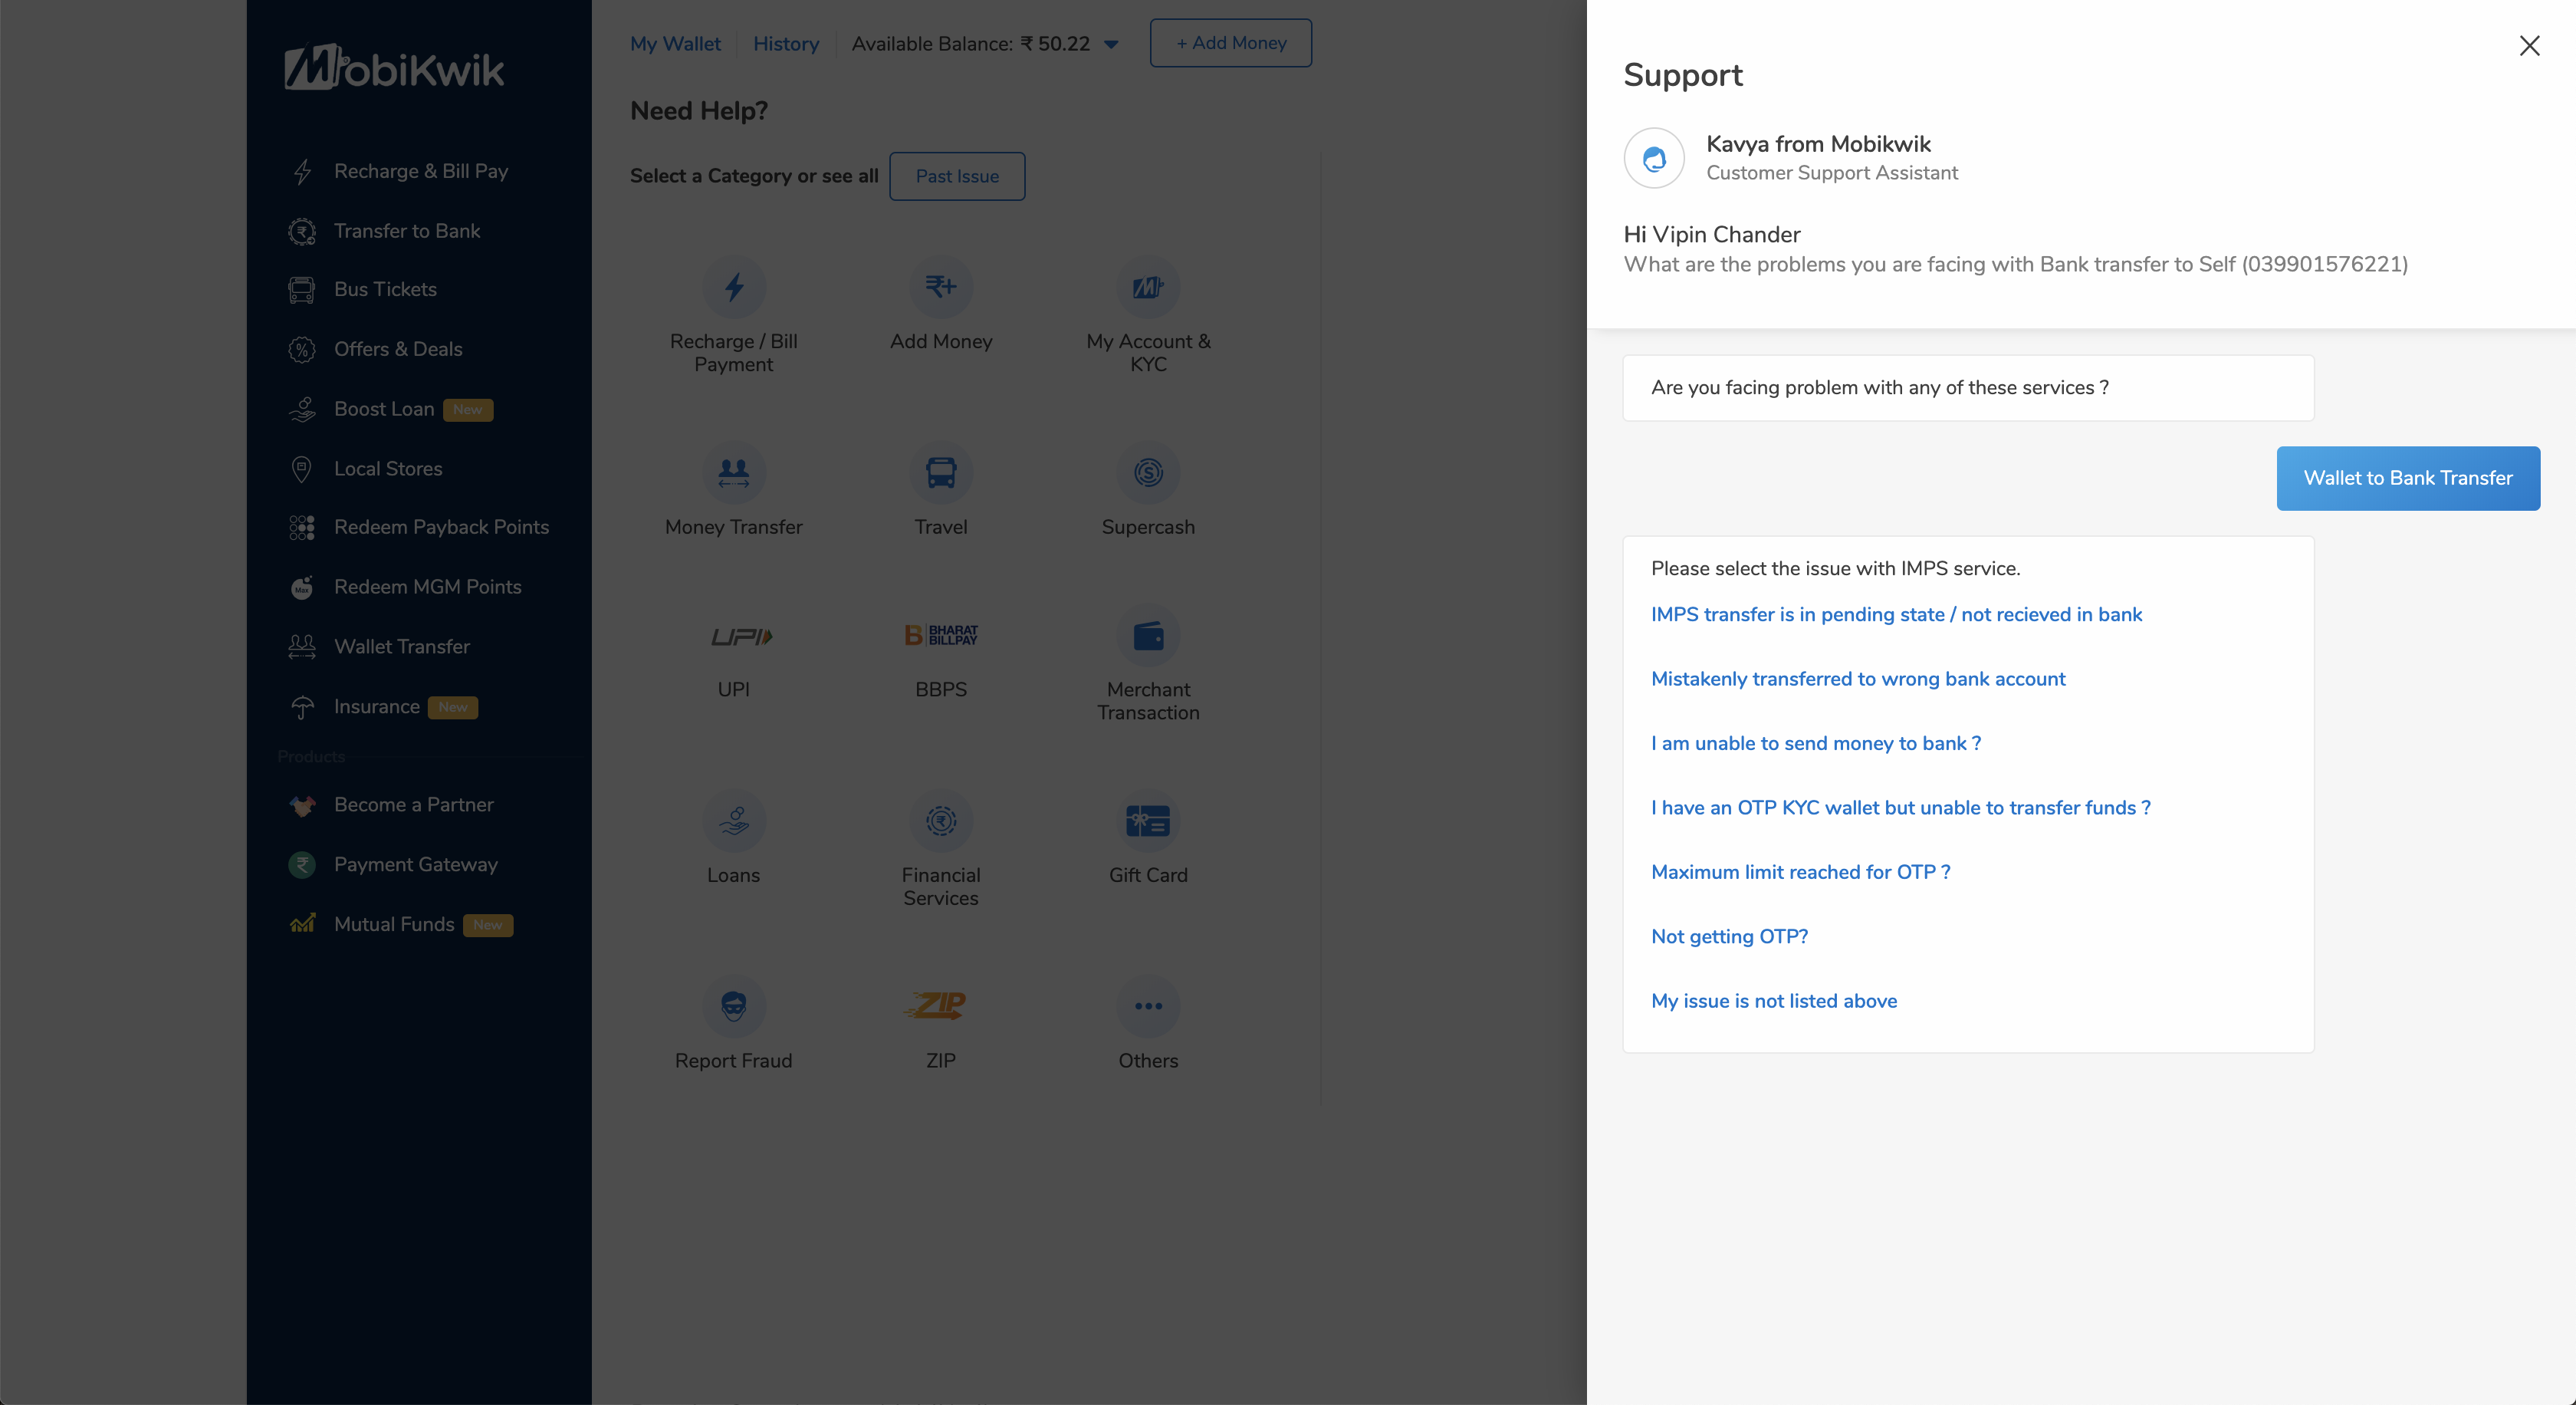 MobiKwik
Recharge & Bill Pay
Transfer to Bank
Bus Tickets
Offers & Deals
Boost Loan New
Local Stores
Redeem Payback Points
Max Redeem MGM Points
Wallet Transfer
Insurance New
Products
Become a Partner
Payment Gateway
Mutual Funds New
My Wallet History Available Balance: ₹ 50.22 + Add Money
Need Help?
Select a Category or see all Past Issue
Recharge / Bill
Payment
Add Money
My Account &
KYC
Money Transfer
Travel
Supercash
UPI
BHARAT
BILLPAY
UPI
BBPS
Merchant
Transaction
Loans
Financial
Services
Gift Card
ZIP
Report Fraud
ZIP
Others
Support
Kavya from Mobikwik
Customer Support Assistant
Hi Vipin Chander
What are the problems you are facing with Bank transfer to Self (039901576221)
Are you facing problem with any of these services ?
Wallet to Bank Transfer
Please select the issue with IMPS service.
IMPS transfer is in pending state / not recieved in bank
Mistakenly transferred to wrong bank account
I am unable to send money to bank ?
I have an OTP KYC wallet but unable to transfer funds ?
Maximum limit reached for OTP ?
Not getting OTP?
My issue is not listed above